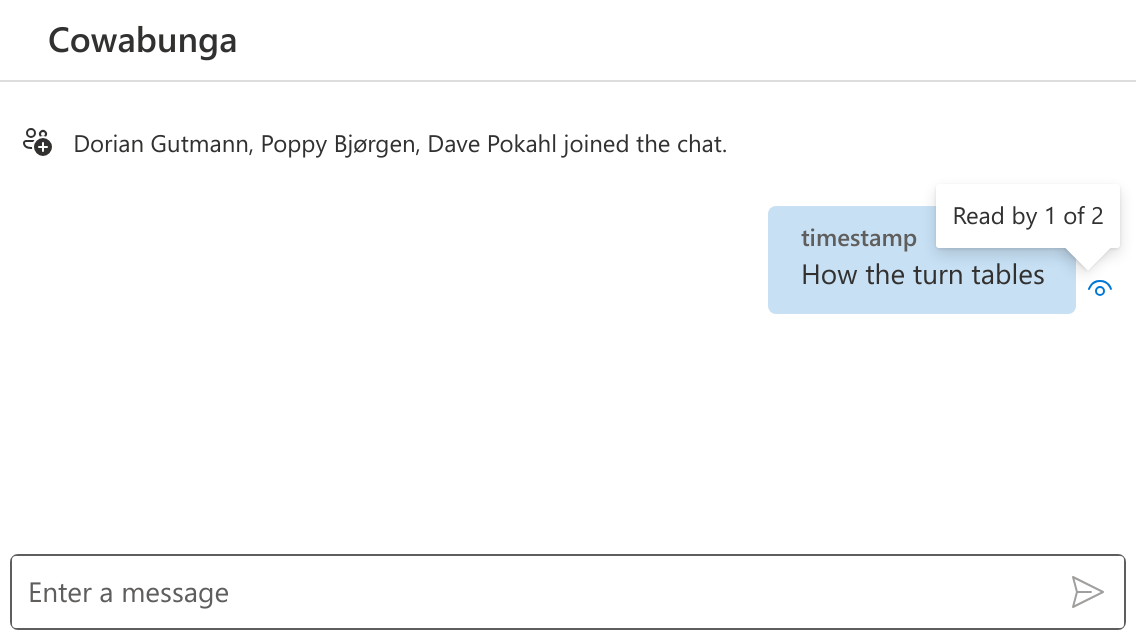 Cowabunga
Dorian Gutmann, Poppy Bjørgen, Dave Pokahl joined the chat.
Read by 1 of 2
timestamp
How the turn tables
Enter a message